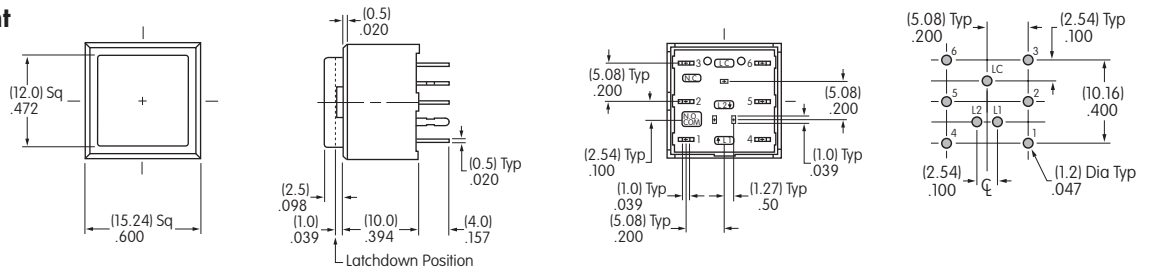 nt
(12.0) Sq
.472
(15.24) Sq
.600
(0.5)
.020
(0.5) Typ
.020
(2.5)
.098
(1.0)
.039
(10.0)
.394
(4.0)
.157
Latchdown Position
(5.08) Typ
.200
(2.54) Typ
.100
(1.0) Typ
.039
(5.08) Typ
.200
(1.27) Typ
.50
(1.0) Typ
.039
(5.08)
.200
3
LC
6
N.C.
2
L2
5
N.O.
COM
1
L1
4
(5.08) Typ
.200
(2.54) Typ
.100
6
3
LC
5
2
L2
L1
4
1
(10.16)
.400
(2.54)
.100
℄
(1.2) Dia Typ
.047